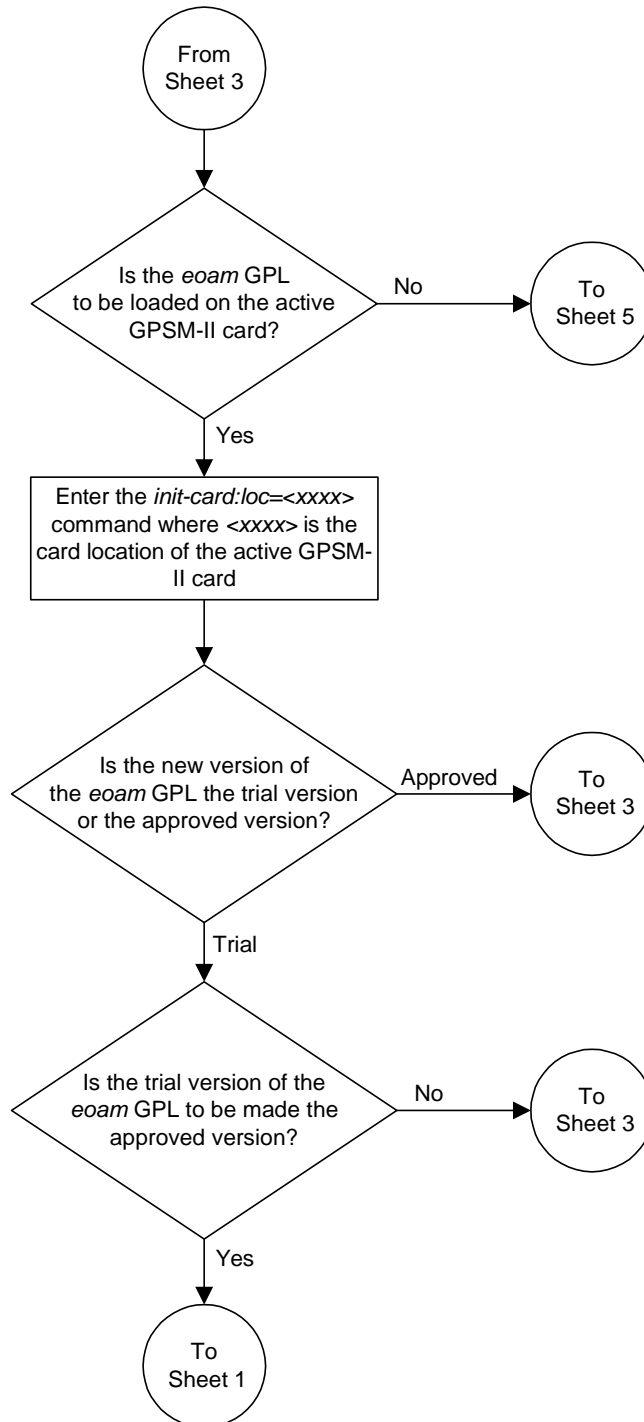 From
Sheet 3
Is the eoam GPL
to be loaded on the active
GPSM-II card?
No
To
Sheet 5
Yes
Enter the init-card:loc=<xxxx>
command where <xxxx> is the
card location of the active GPSM-
II card
Is the new version of
the eoam GPL the trial version
or the approved version?
Approved
To
Sheet 3
Trial
Is the trial version of the
eoam GPL to be made the
approved version?
No
To
Sheet 3
Yes
To
Sheet 1